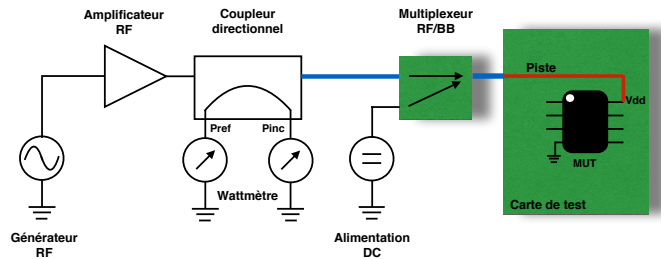 Amplificateur
RF
Coupleur
directionnel
Multiplexeur
RF/BB
Piste
Vdd
Pref
Pinc
MUT
Wattmètre
Carte de test
Générateur
RF
Alimentation
DC